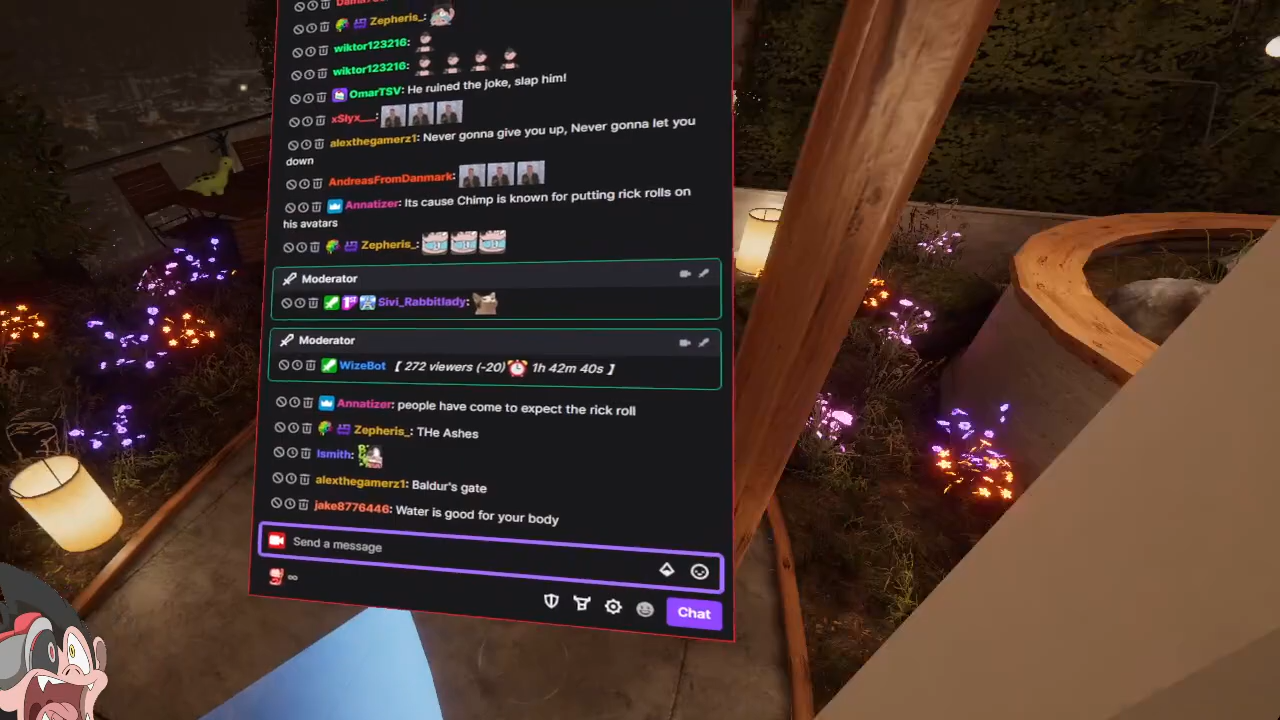 Zepheris_:
wiktor123216:
wiktor123216:
OmarTSV: He ruined the joke, slap him!
xSlyx__:
alexthegamerz1: Never gonna give you up, Never gonna let you
down
AndreasFromDanmark:
Annatizer: Its cause Chimp is known for putting rick rolls on
his avatars
Zepheris_:
Moderator
Sivi_Rabbitlady:
Moderator
WizeBot 【 272 viewers (-20)⏰ 1h 42m 40s 】
Annatizer: people have come to expect the rick roll
Zepheris_: THe Ashes
lsmith:
alexthegamerz1: Baldur's gate
jake8776446: Water is good for your body
Send a message
∞
Chat